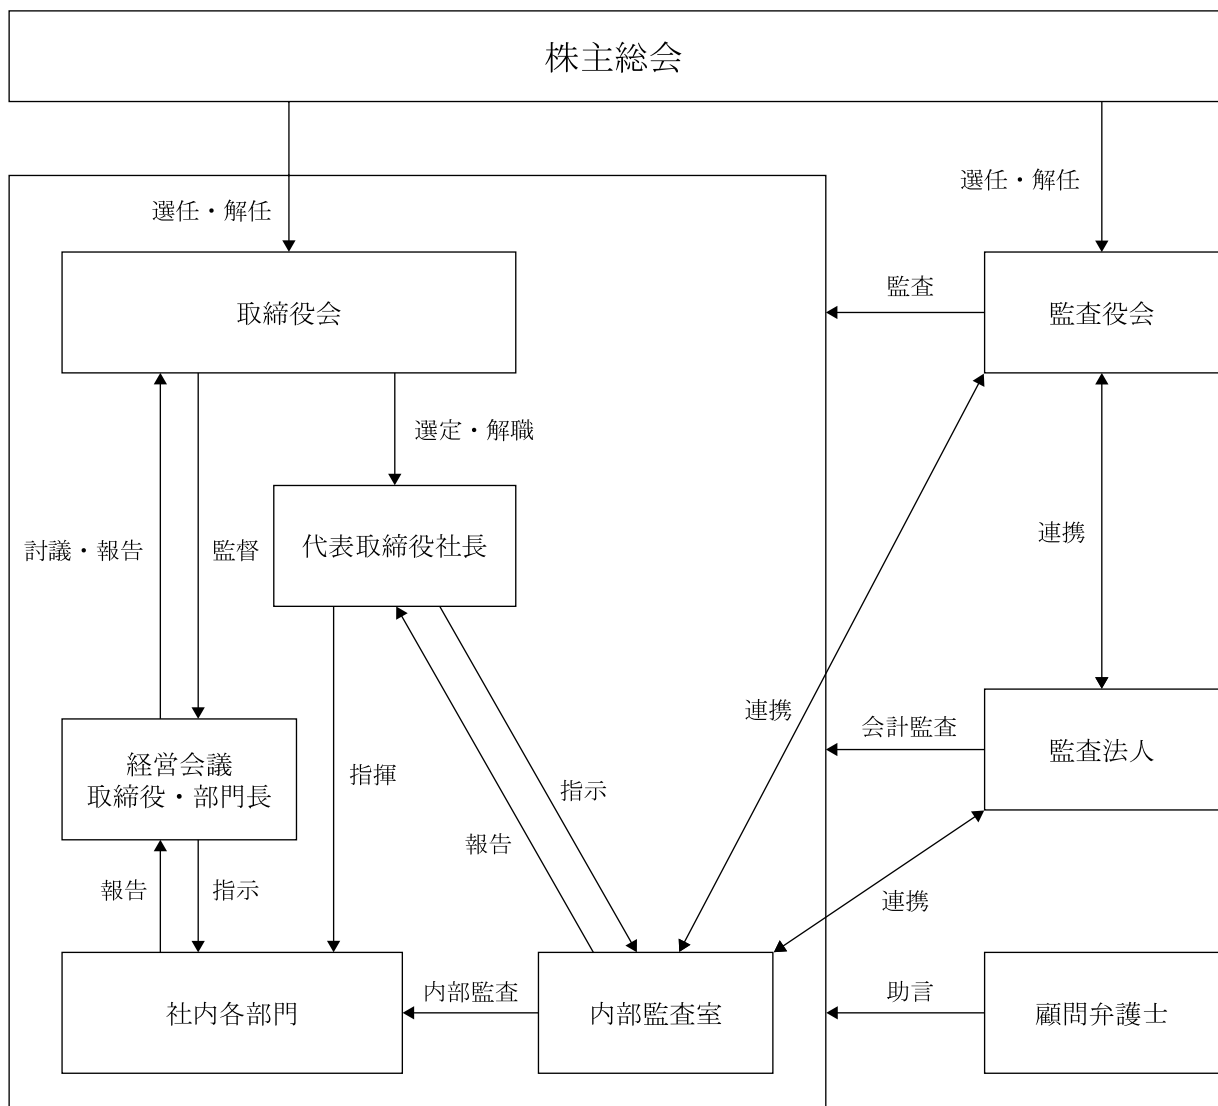 株主総会
選任・解任
選任・解任
取締役会
監査
監査役会
選定・解職
代表取締役社長
討議・報告
監督
連携
連携
会計監査
監査法人
経営会議
取締役・部門長
指揮
指示
報告
報告
指示
連携
社内各部門
内部監査
内部監査室
助言
顧問弁護士